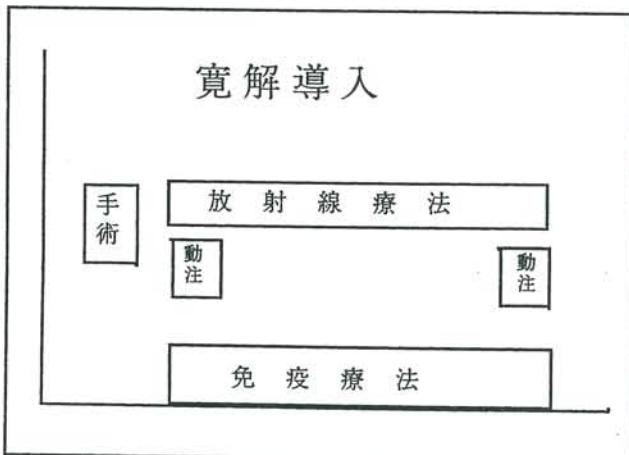 寛解導入
手術
放射線療法
動注
動注
免疫療法